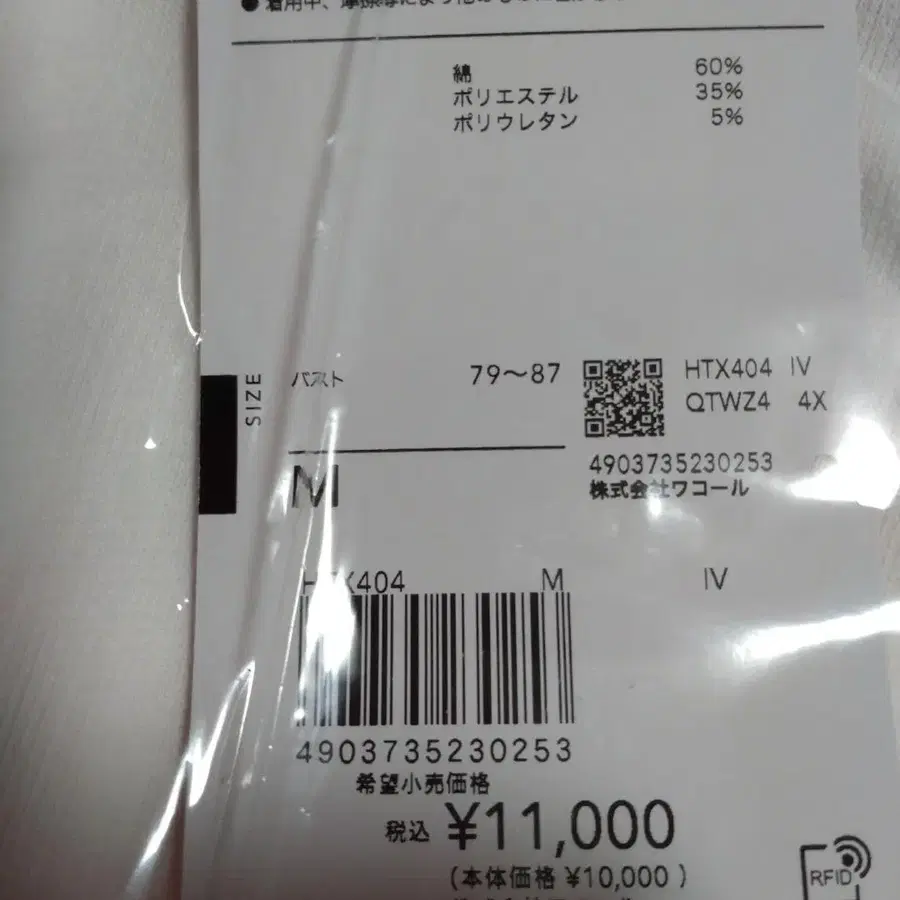 綿 60%
ポリエステル 35%
ポリウレタン 5%
SIZE
バスト 79～87
M
HTX404 IV
QTWZ4 4X
4903735230253
株式会社ワコール
HTX404 M IV
4903735230253
希望小売価格
税込 ¥11,000
(本体価格 ¥10,000 )
RFID